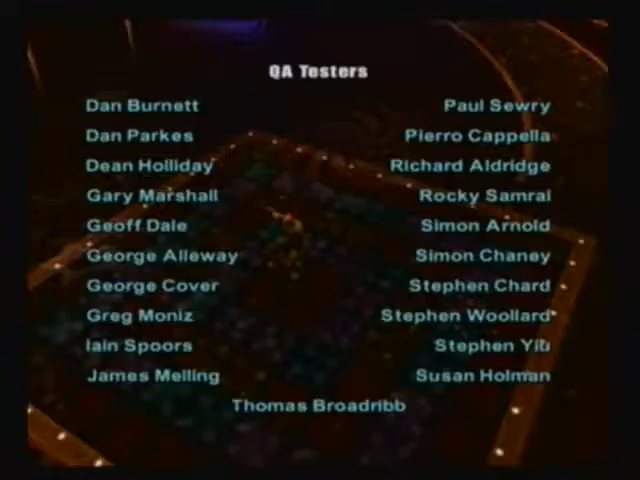 QA Testers
Dan Burnett Paul Sewry
Dan Parkes Pierro Cappella
Dean Holliday Richard Aldridge
Gary Marshall Rocky Samrai
Geoff Dale Simon Arnold
George Alleway Simon Chaney
George Cover Stephen Chard
Greg Moniz Stephen Woollard
Iain Spoors Stephen Yiu
James Melling Susan Holman
Thomas Broadribb